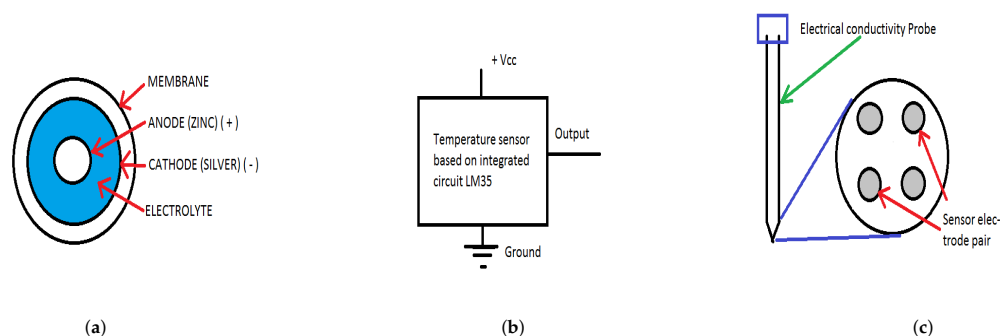 MEMBRANE
ANODE (ZINC) ( + )
CATHODE (SILVER) ( - )
ELECTROLYTE
(a)
+ Vcc
Temperature sensor
based on integrated
circuit LM35
Output
Ground
(b)
Electrical conductivity Probe
Sensor elec-
trode pair
(c)